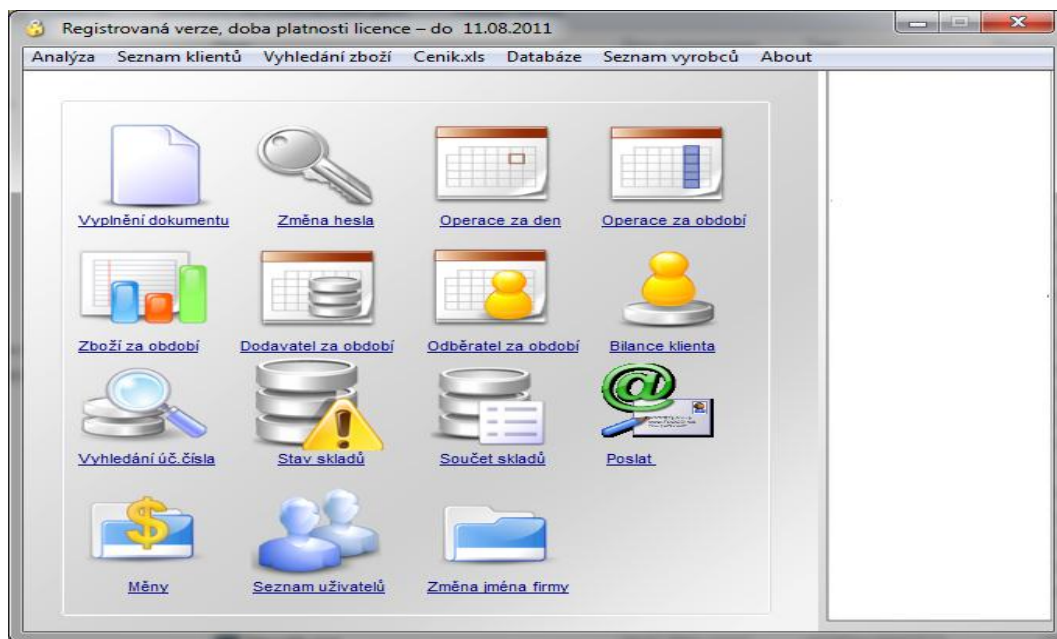 Registrovaná verze, doba platnosti licence – do 11.08.2011
Analýza Seznam klientů Vyhledání zboží Cenik.xls Databáze Seznam vyrobců About
Vyplnění dokumentu Změna hesla Operace za den Operace za období
Zboží za období Dodavatel za období Odběratel za období Bilance klienta
Vyhledání úč.čísla Stav skladů Součet skladů Poslat
Měny Seznam uživatelů Změna jména firmy